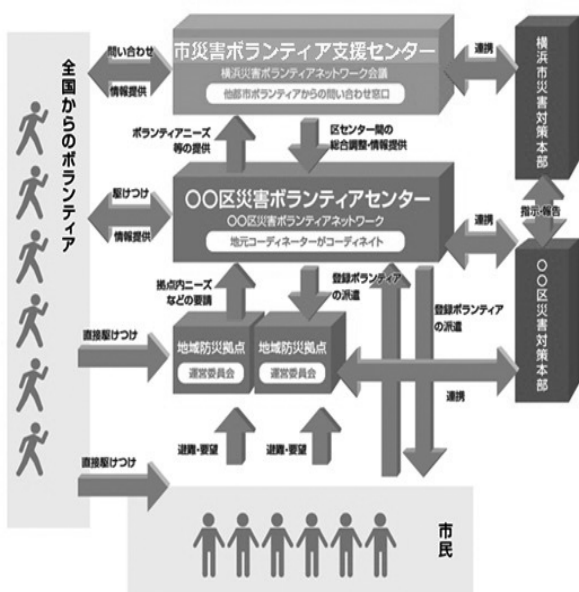 市災害ボランティア支援センター
横浜災害ボランティアネットワーク会議
他都市ボランティアからの問い合わせ窓口
問い合わせ
情報提供
連携
横浜市災害対策本部
全国からのボランティア
ボランティアニーズ
等の提供
区センター間の
総合調整・情報提供
〇〇区災害ボランティアセンター
〇〇区災害ボランティアネットワーク
地元コーディネーターがコーディネイト
駆けつけ
情報提供
連携
指示・報告
〇〇区災害対策本部
拠点内ニーズ
などの要請
登録ボランティア
の派遣
登録ボランティア
の派遣
直接駆けつけ
地域防災拠点
運営委員会
地域防災拠点
運営委員会
連携
避難・要望
避難・要望
直接駆けつけ
市民